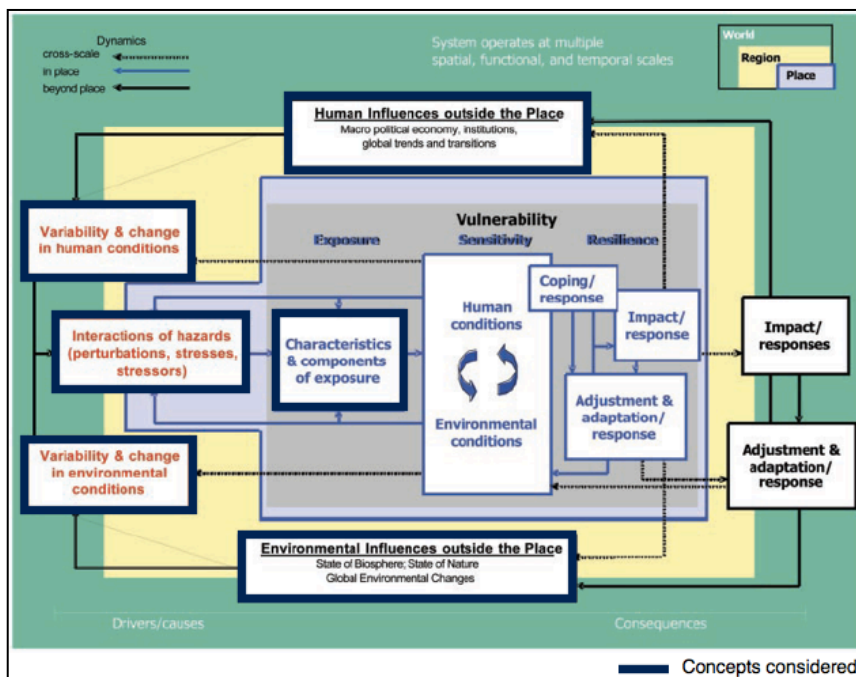 Dynamics
cross-scale
in place
beyond place
System operates at multiple
spatial, functional, and temporal scales
World
Region
Place
Human Influences outside the Place
Macro political economy, institutions,
global trends and transitions
Variability & change
in human conditions
Vulnerability
Exposure
Sensitivity
Resilience
Interactions of hazards
(perturbations, stresses,
stressors)
Characteristics
& components
of exposure
Human
conditions
Environmental
conditions
Coping/
response
Impact/
response
Adjustment &
adaptation/
response
Impact/
responses
Adjustment &
adaptation/
response
Variability & change
in environmental
conditions
Environmental Influences outside the Place
State of Biosphere; State of Nature
Global Environmental Changes
Drivers/causes
Consequences
Concepts considered